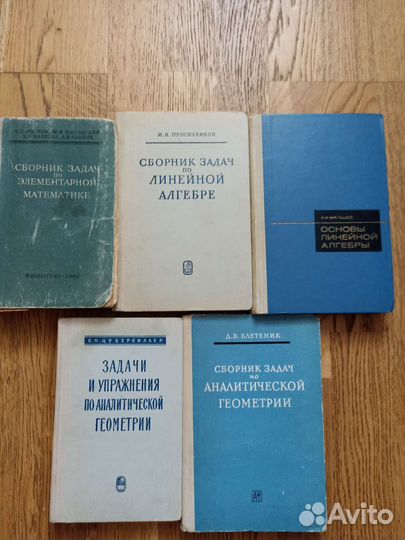 СБОРНИК ЗАДАЧ
ПО
ЭЛЕМЕНТАРНОЙ
МАТЕМАТИКЕ
И.В. ПРОСКУРЯКОВ
СБОРНИК ЗАДАЧ
ПО
ЛИНЕЙНОЙ
АЛГЕБРЕ
А.И.МАЛЬЦЕВ
ОСНОВЫ
ЛИНЕЙНОЙ
АЛГЕБРЫ
О.Н.ЦУБЕРБИЛЛЕР
ЗАДАЧИ
И УПРАЖНЕНИЯ
ПО АНАЛИТИЧЕСКОЙ
ГЕОМЕТРИИ
Д.В. КЛЕТЕНИК
СБОРНИК ЗАДАЧ
ПО
АНАЛИТИЧЕСКОЙ
ГЕОМЕТРИИ
Avito